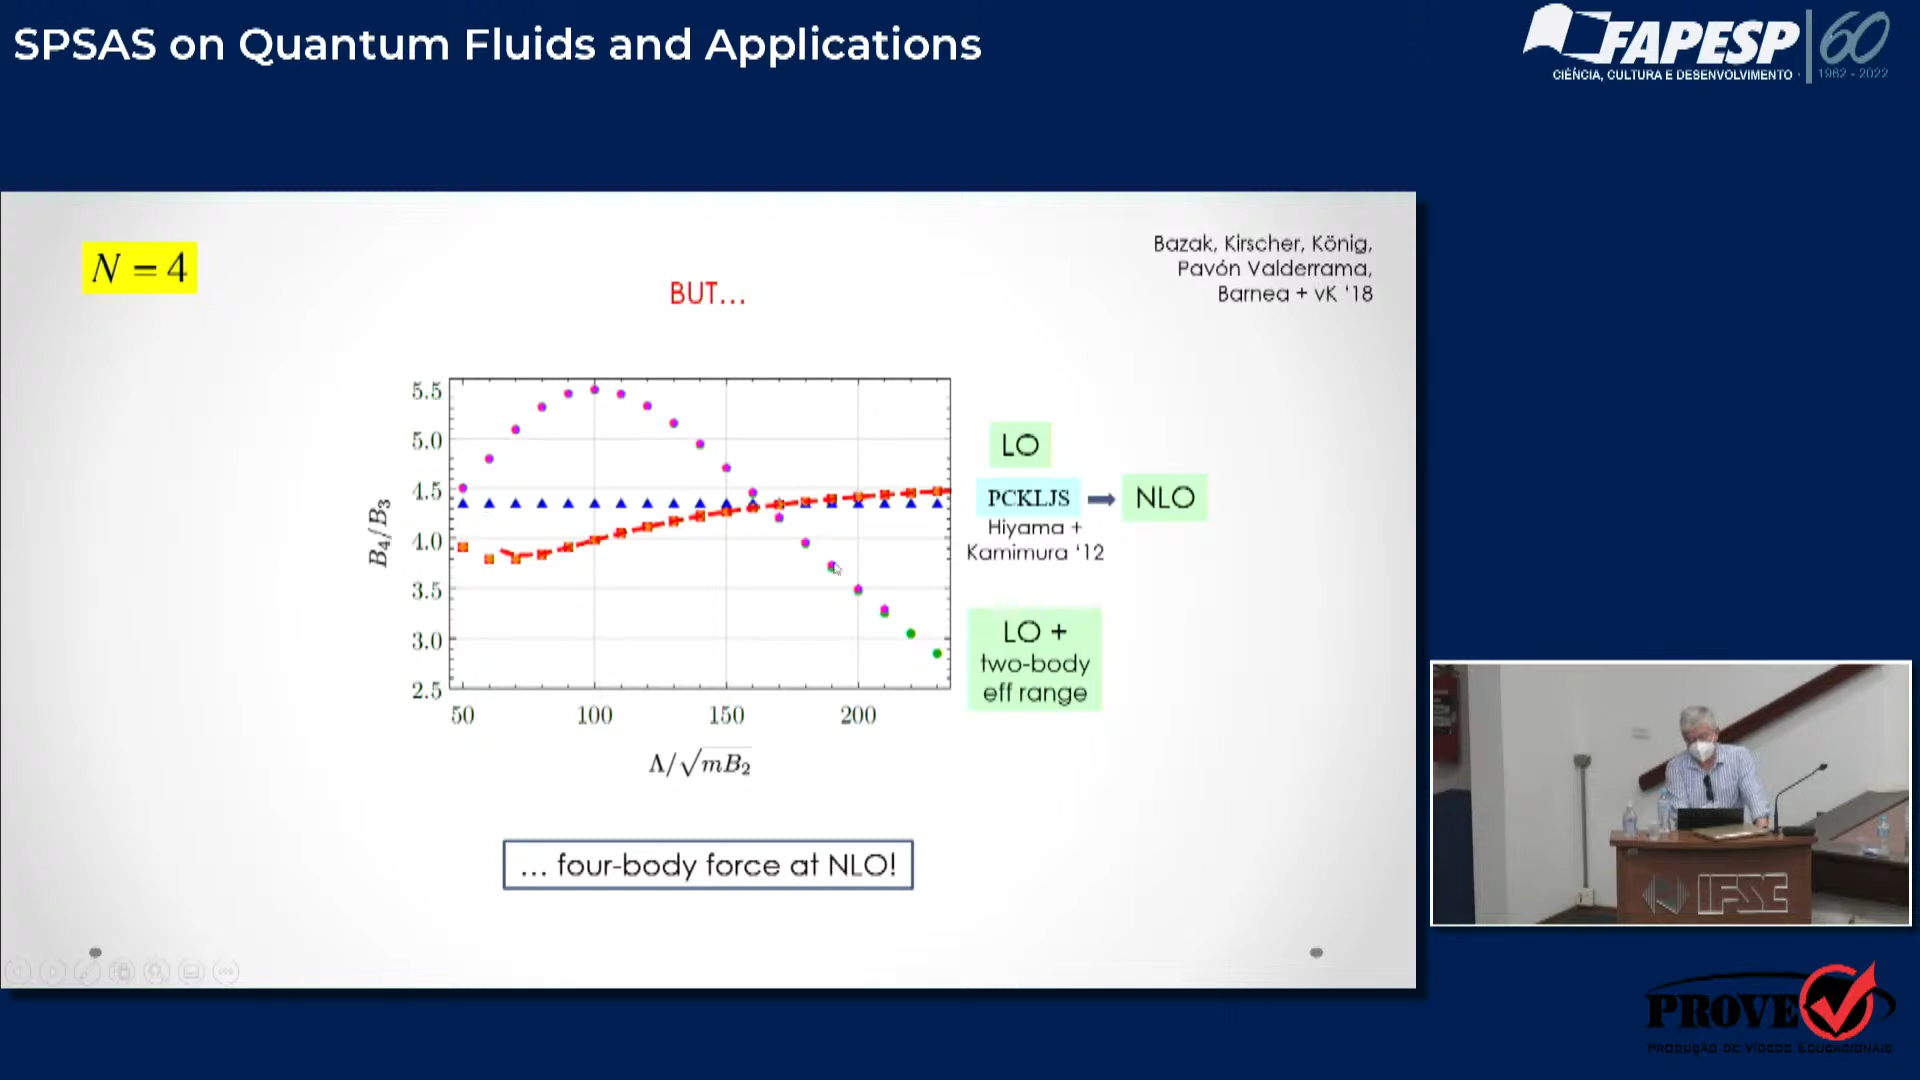 SPSAS on Quantum Fluids and Applications
FAPESP 60
CIÊNCIA, CULTURA E DESENVOLVIMENTO
1962 - 2022
N = 4
BUT...
Bazak, Kirscher, König,
Pavón Valderrama,
Barnea + vK '18
5.5
5.0
4.5
4.0
3.5
3.0
2.5
B₄/B₃
50 100 150 200
Λ/√mB₂
LO
PCKLJS
NLO
Hiyama +
Kamimura '12
LO +
two-body
eff range
... four-body force at NLO!
IFSC
PROVE
PRODUÇÃO DE VÍDEOS EDUCACIONAIS